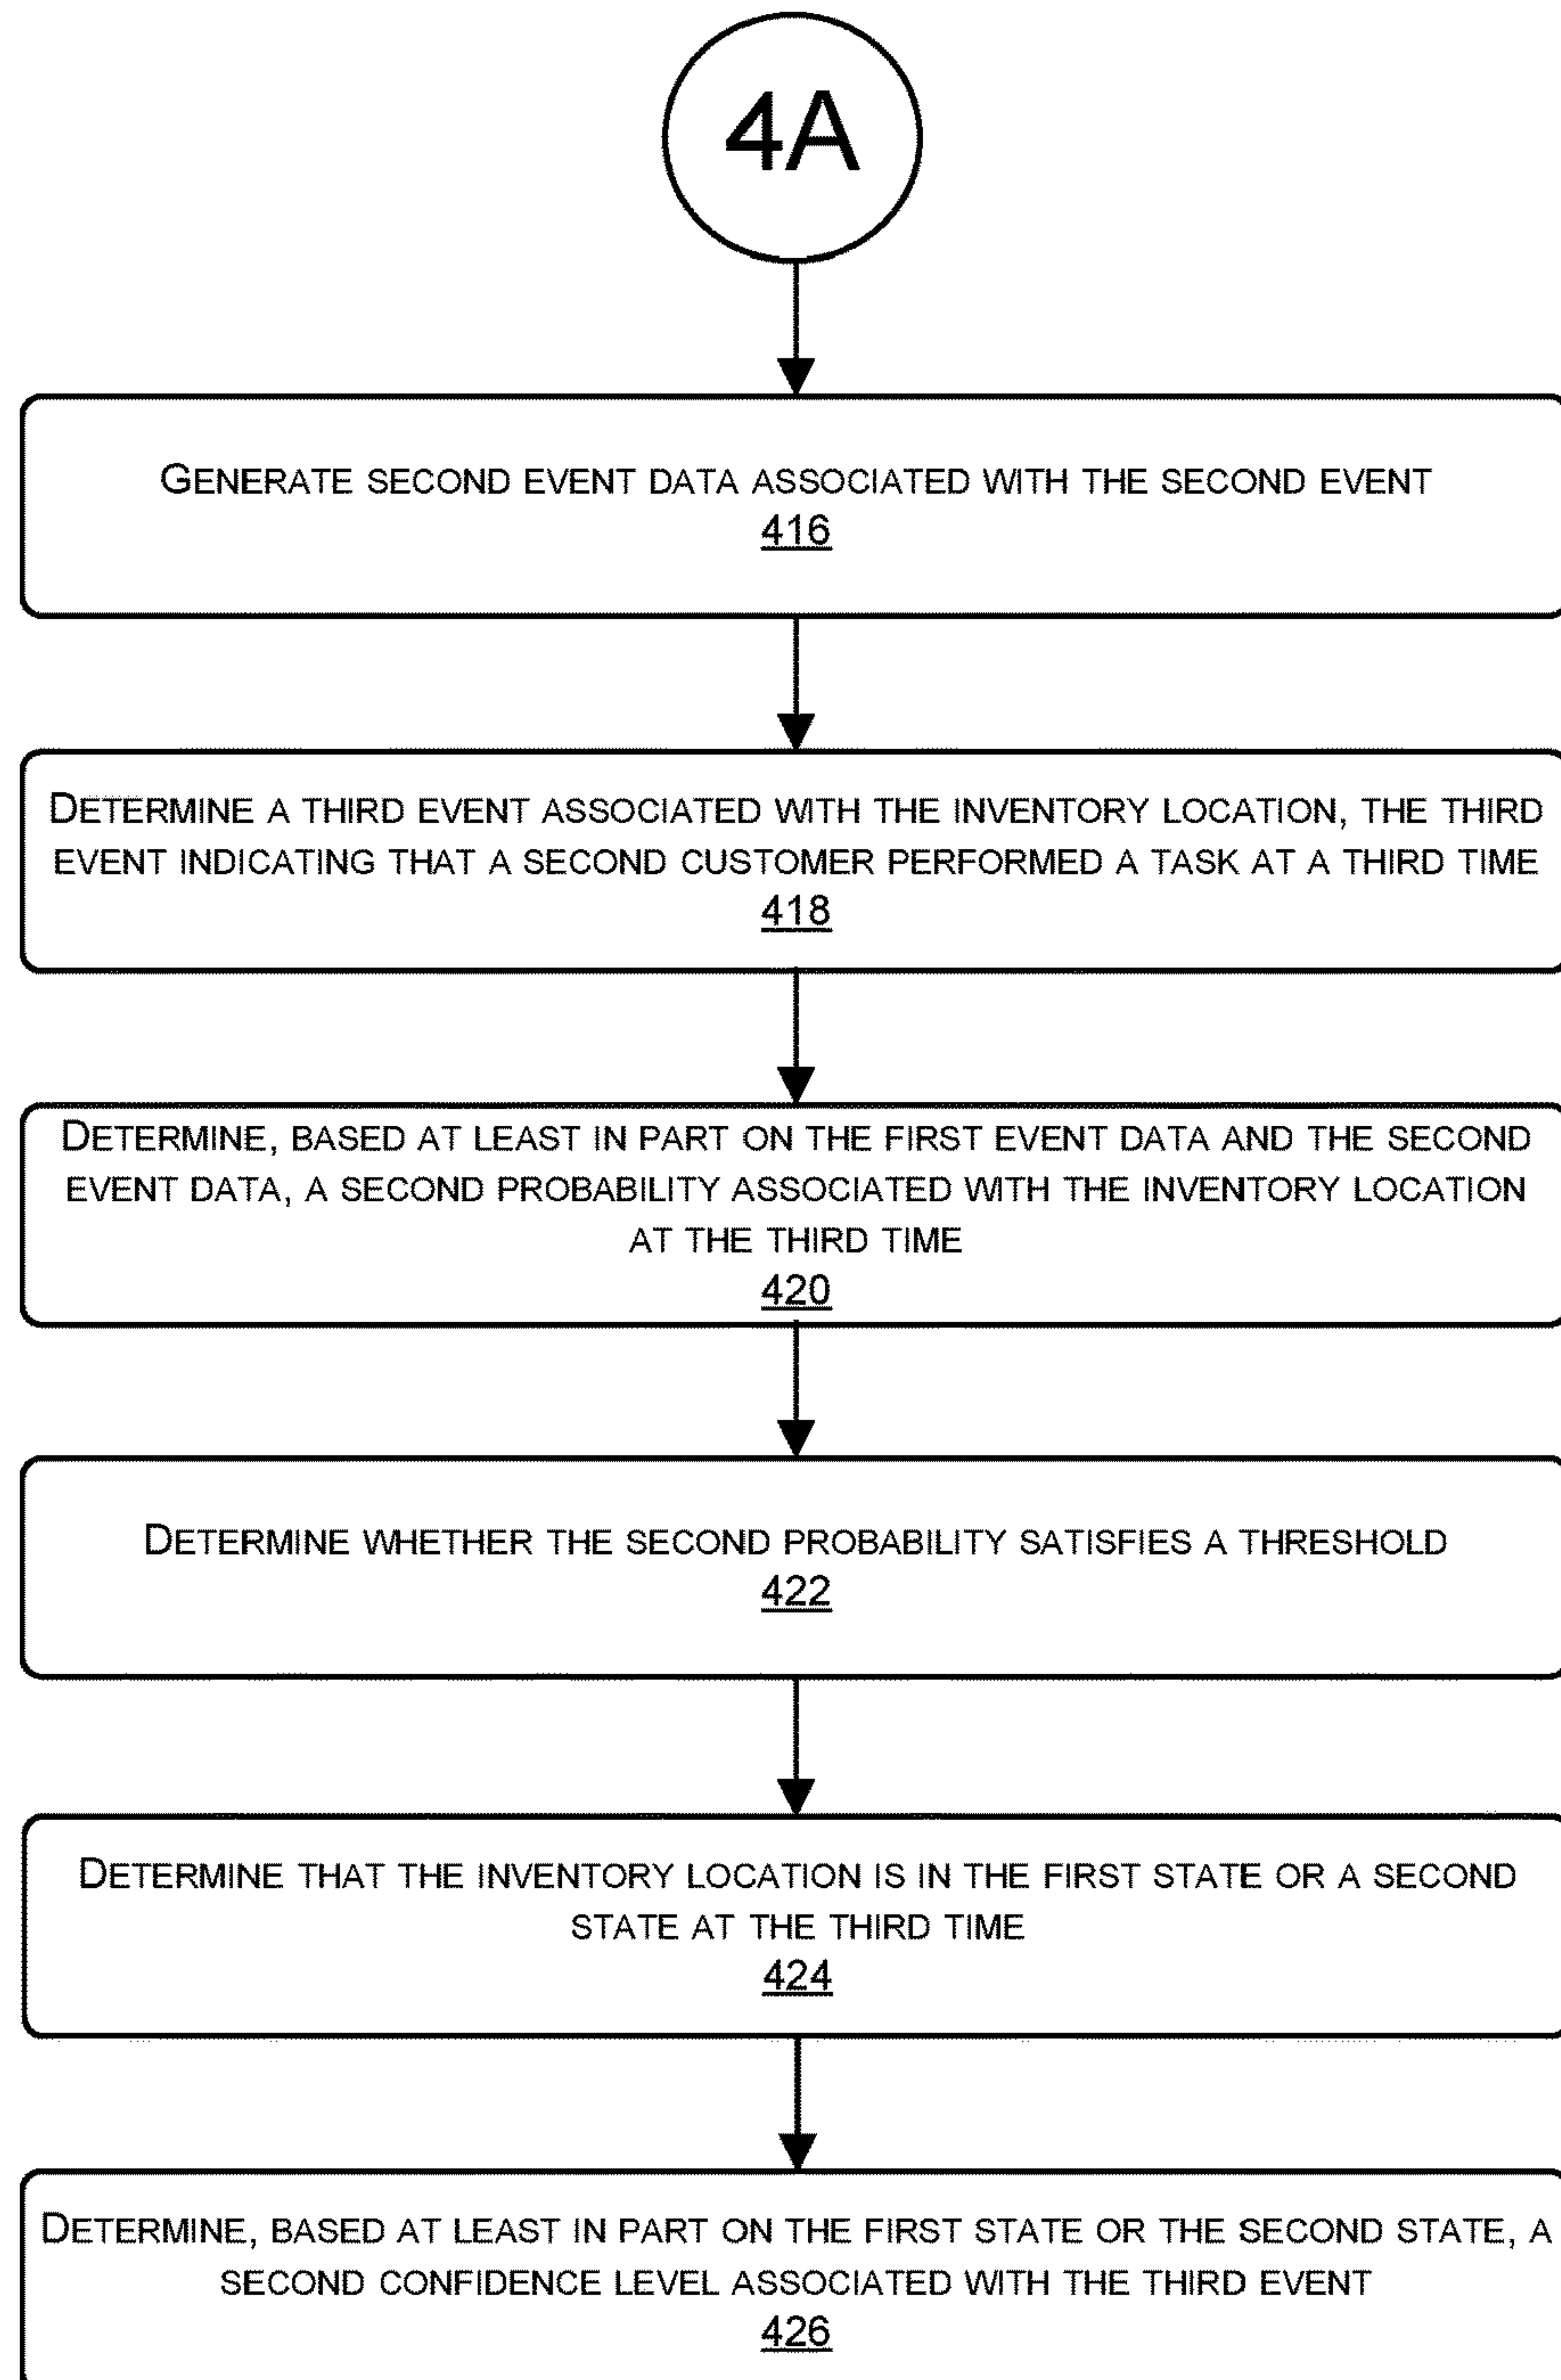 4A
GENERATE SECOND EVENT DATA ASSOCIATED WITH THE SECOND EVENT
416
DETERMINE A THIRD EVENT ASSOCIATED WITH THE INVENTORY LOCATION, THE THIRD
EVENT INDICATING THAT A SECOND CUSTOMER PERFORMED A TASK AT A THIRD TIME
418
DETERMINE, BASED AT LEAST IN PART ON THE FIRST EVENT DATA AND THE SECOND
EVENT DATA, A SECOND PROBABILITY ASSOCIATED WITH THE INVENTORY LOCATION
AT THE THIRD TIME
420
DETERMINE WHETHER THE SECOND PROBABILITY SATISFIES A THRESHOLD
422
DETERMINE THAT THE INVENTORY LOCATION IS IN THE FIRST STATE OR A SECOND
STATE AT THE THIRD TIME
424
DETERMINE, BASED AT LEAST IN PART ON THE FIRST STATE OR THE SECOND STATE, A
SECOND CONFIDENCE LEVEL ASSOCIATED WITH THE THIRD EVENT
426